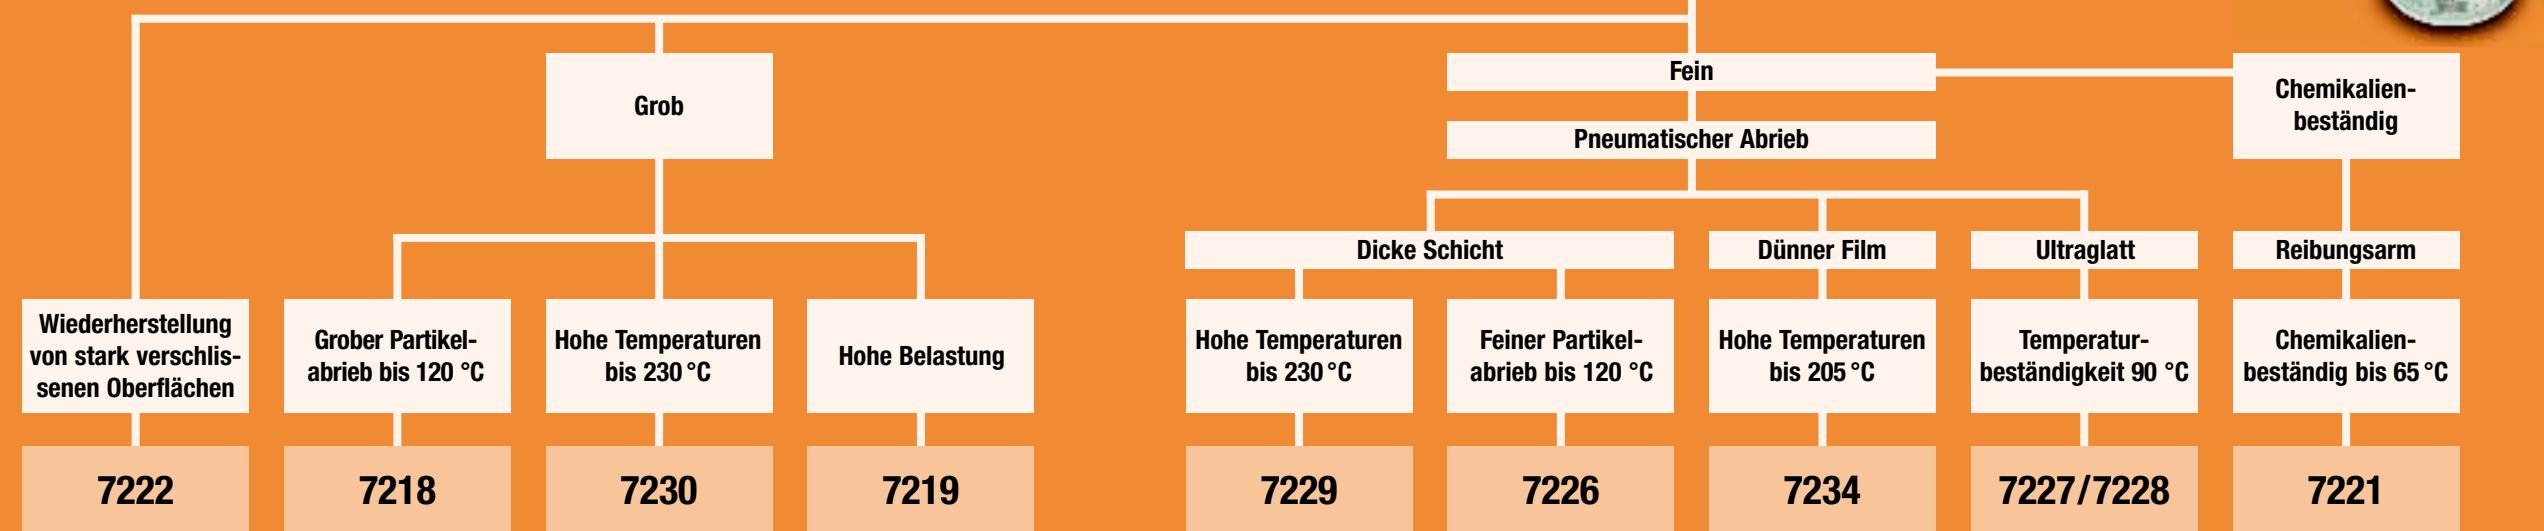 Grob
Fein
Pneumatischer Abrieb
Chemikalien-
beständig
Dicke Schicht
Dünner Film
Ultraglatt
Reibungsarm
Wiederherstellung
von stark verschlis-
senen Oberflächen
Grober Partikel-
abrieb bis 120 °C
Hohe Temperaturen
bis 230 °C
Hohe Belastung
Hohe Temperaturen
bis 230 °C
Feiner Partikel-
abrieb bis 120 °C
Hohe Temperaturen
bis 205 °C
Temperatur-
beständigkeit 90 °C
Chemikalien-
beständig bis 65 °C
7222
7218
7230
7219
7229
7226
7234
7227/7228
7221